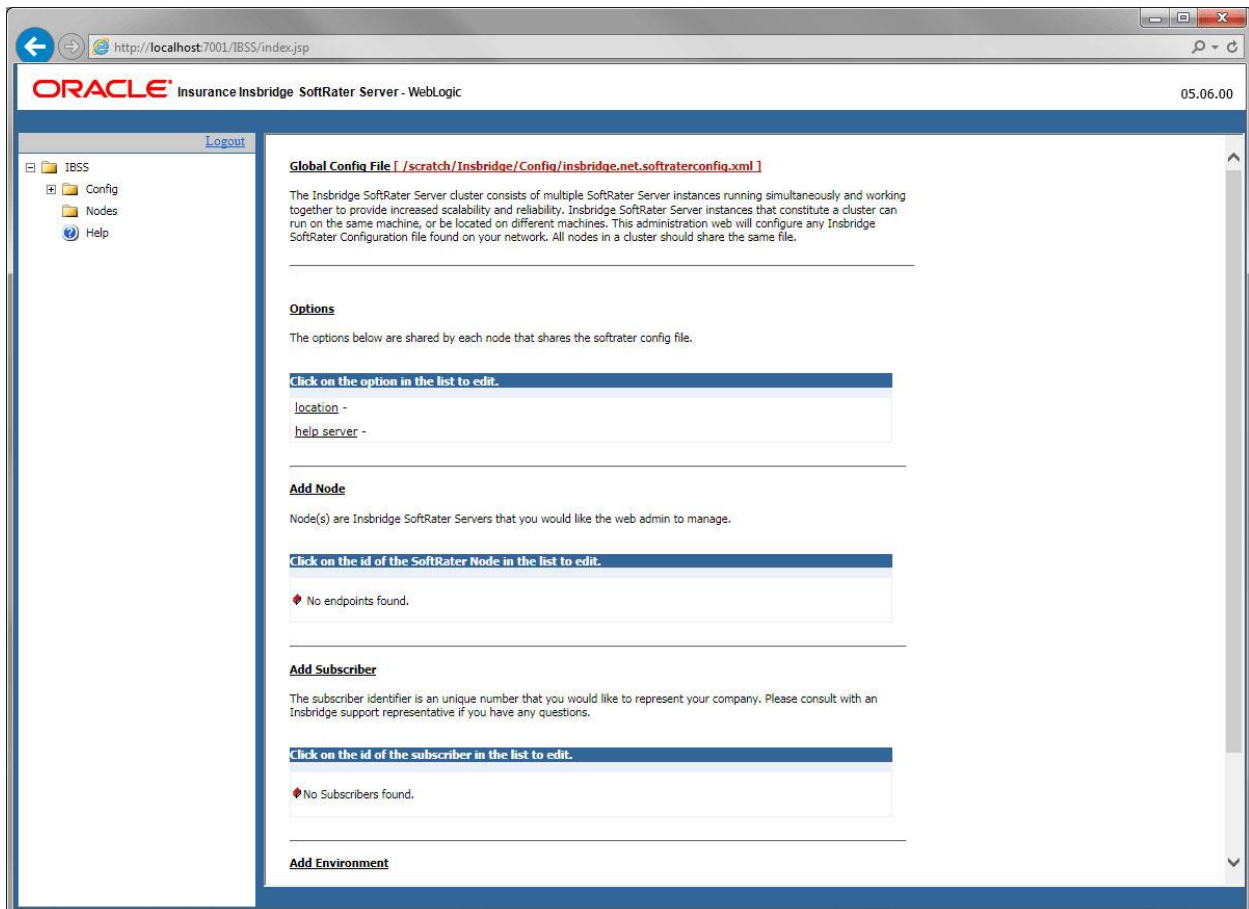 http://localhost:7001/IBSS/index.jsp
ORACLE® Insurance Insbridge SoftRater Server - WebLogic
05.06.00
Logout
IBSS
Config
Nodes
Help
Global Config File [ /scratch/Insbridge/Config/insbridge.net.softraterconfig.xml ]
The Insbridge SoftRater Server cluster consists of multiple SoftRater Server instances running simultaneously and working
together to provide increased scalability and reliability. Insbridge SoftRater Server instances that constitute a cluster can
run on the same machine, or be located on different machines. This administration web will configure any Insbridge
SoftRater Configuration file found on your network. All nodes in a cluster should share the same file.
Options
The options below are shared by each node that shares the softrater config file.
Click on the option in the list to edit.
location -
help server -
Add Node
Node(s) are Insbridge SoftRater Servers that you would like the web admin to manage.
Click on the id of the SoftRater Node in the list to edit.
No endpoints found.
Add Subscriber
The subscriber identifier is an unique number that you would like to represent your company. Please consult with an
Insbridge support representative if you have any questions.
Click on the id of the subscriber in the list to edit.
No Subscribers found.
Add Environment